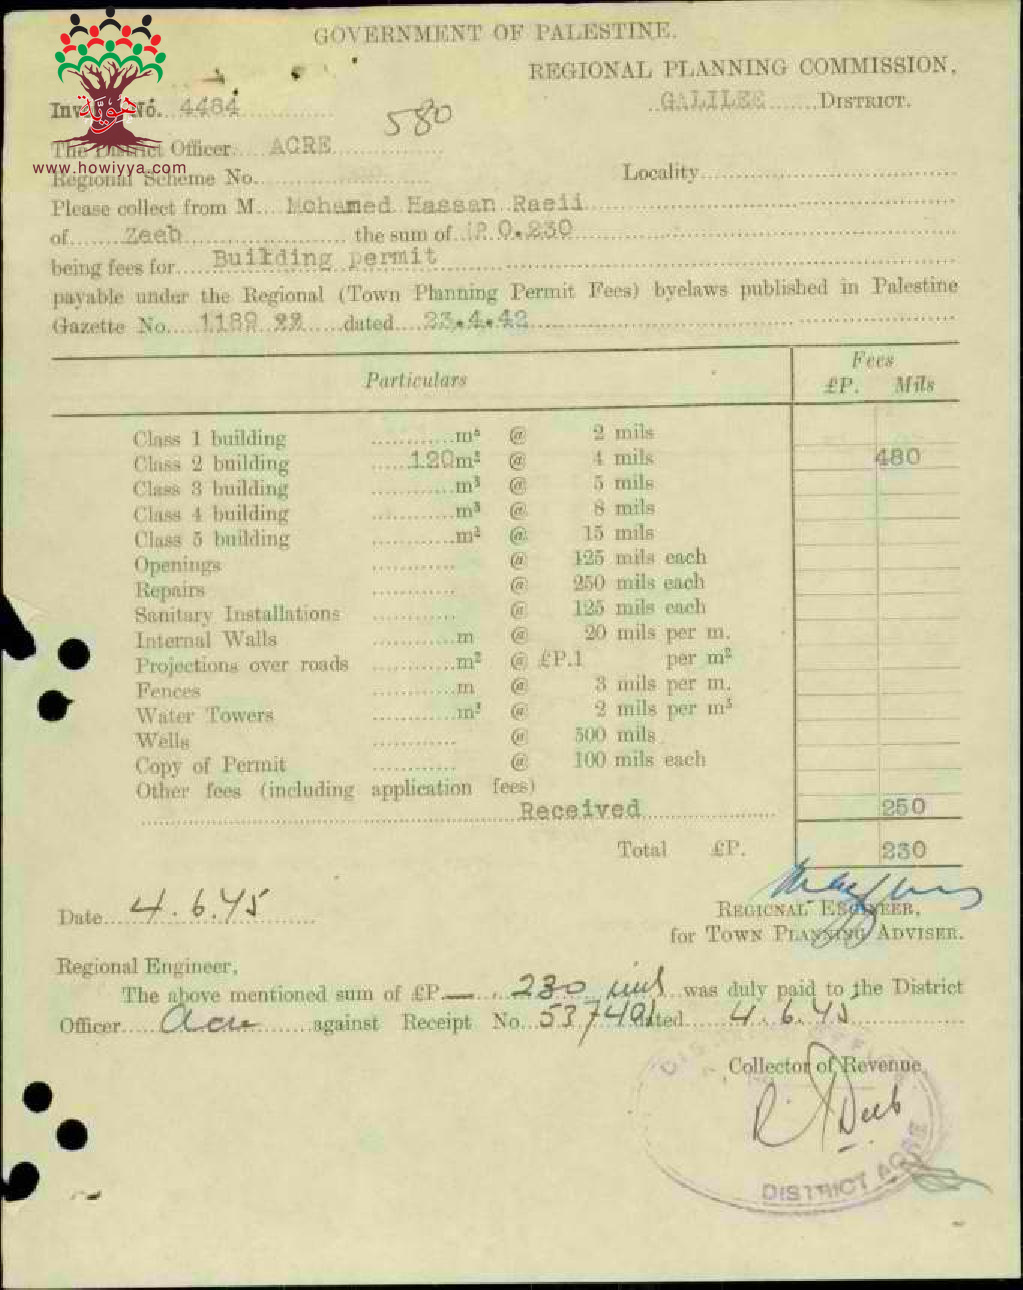 GOVERNMENT OF PALESTINE.
REGIONAL PLANNING COMMISSION,
GALILEE DISTRICT.
هوية
www.howiyya.com
No. 4484
580
The District Officer ACRE
Regional Scheme No. Locality
Please collect from M. Mohamed Hassan Raeii
of Zeeb the sum of LP 0.230
being fees for Building permit
payable under the Regional (Town Planning Permit Fees) byelaws published in Palestine
Gazette No. 1189 22 dated 23.4.42
Particulars Fees
£P. Mils
Class 1 building m² @ 2 mils
Class 2 building 120m² @ 4 mils 480
Class 3 building m³ @ 5 mils
Class 4 building m³ @ 8 mils
Class 5 building m² @ 15 mils
Openings @ 125 mils each
Repairs @ 250 mils each
Sanitary Installations @ 125 mils each
Internal Walls m @ 20 mils per m.
Projections over roads m² @ £P.1 per m²
Fences m @ 3 mils per m.
Water Towers m³ @ 2 mils per m³
Wells @ 500 mils
Copy of Permit @ 100 mils each
Other fees (including application fees)
Received 250
Total £P. 230
Date 4.6.45
REGIONAL ENGINEER,
for TOWN PLANNING ADVISER.
Regional Engineer,
The above mentioned sum of £P. — 230 mils was duly paid to the District
Officer Acre against Receipt No. 537491 dated 4.6.45
Collector of Revenue,
DISTRICT ACRE